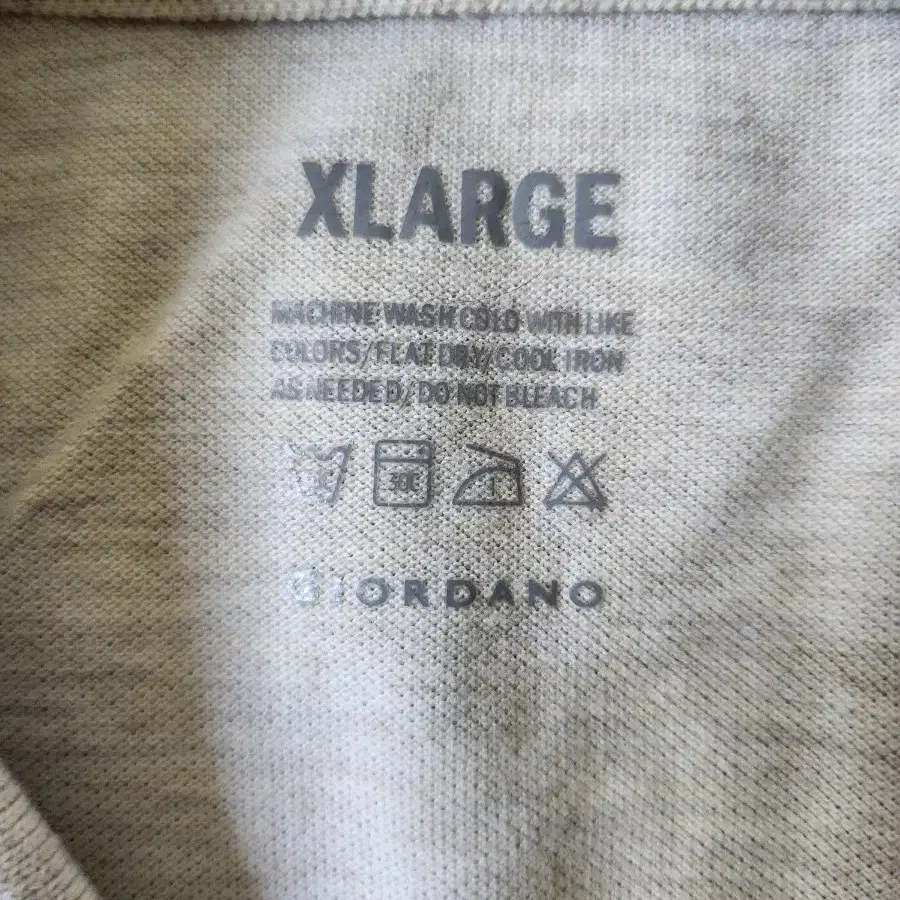 XLARGE
MACHINE WASH COLD WITH LIKE
COLORS/FLAT DRY/COOL IRON
AS NEEDED/DO NOT BLEACH
30C
GIORDANO